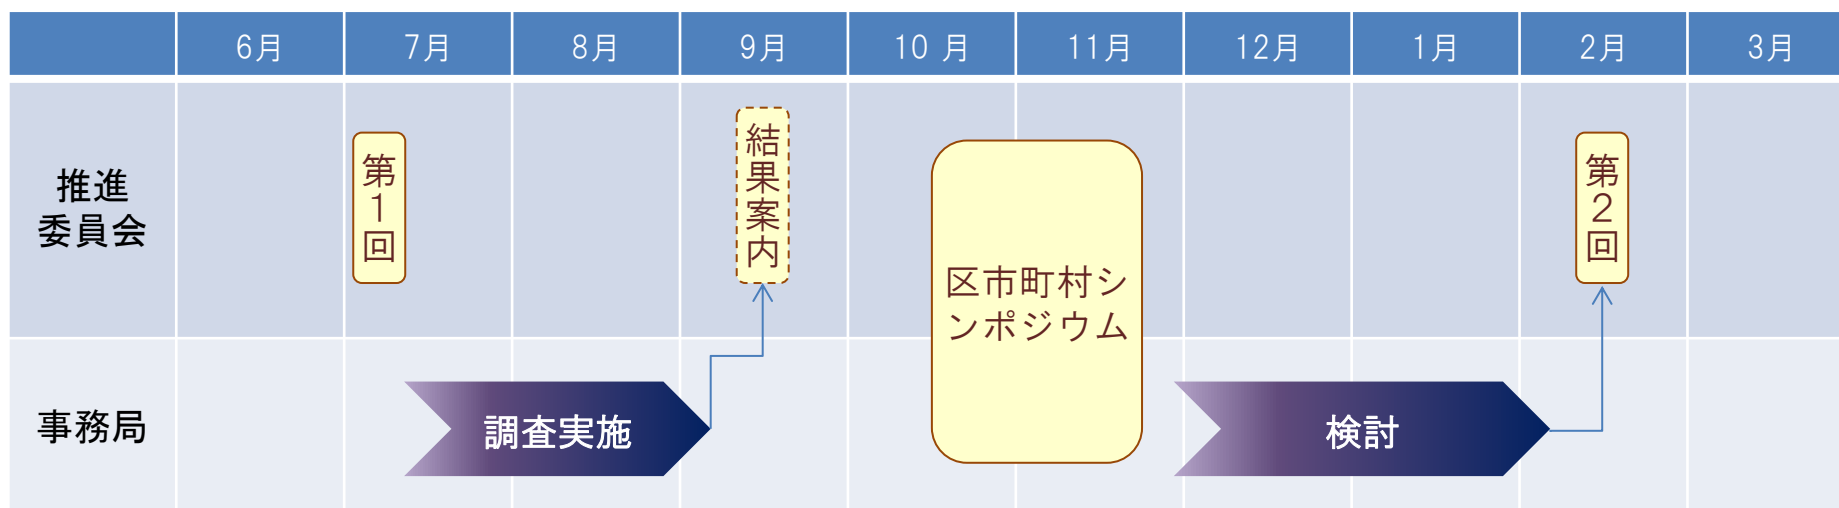 6月
7月
8月
9月
10 月
11月
12月
1月
2月
3月
推進
委員会
第1回
結果案内
区市町村シ
ンポジウム
第2回
事務局
調査実施
検討